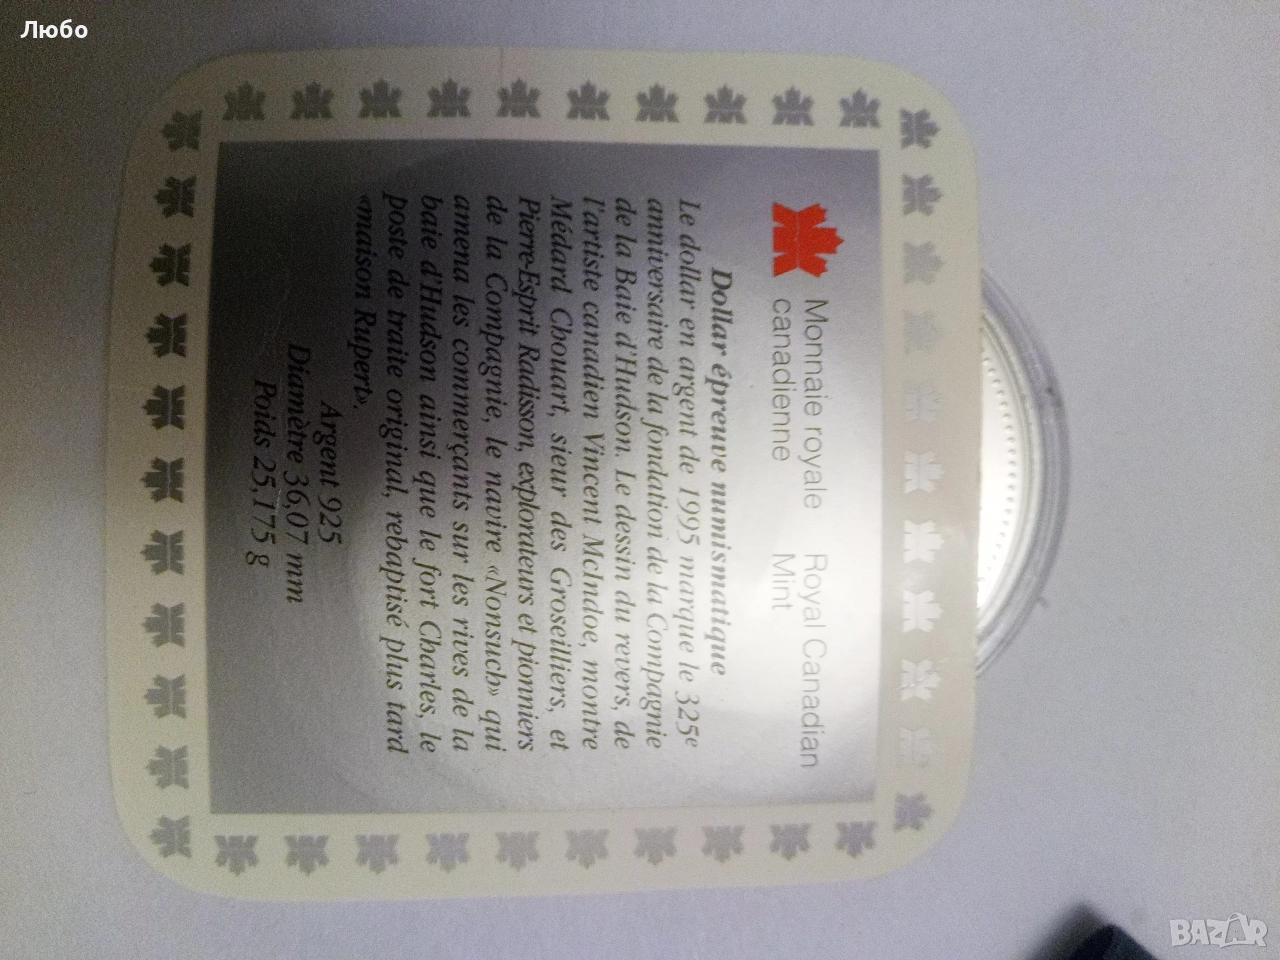 Любо
Monnaie royale
canadienne
Royal Canadian
Mint
Dollar épreuve numismatique
Le dollar en argent de 1995 marque le 325e
anniversaire de la fondation de la Compagnie
de la Baie d'Hudson. Le dessin du revers, de
l'artiste canadien Vincent McIndoe, montre
Médard Chouart, sieur des Groseilliers, et
Pierre-Esprit Radisson, explorateurs et pionniers
de la Compagnie, le navire «Nonsuch» qui
amena les commerçants sur les rives de la
baie d'Hudson ainsi que le fort Charles, le
poste de traite original, rebaptisé plus tard
«maison Rupert».
Argent 925
Diamètre 36,07 mm
Poids 25,175 g
BAZAR